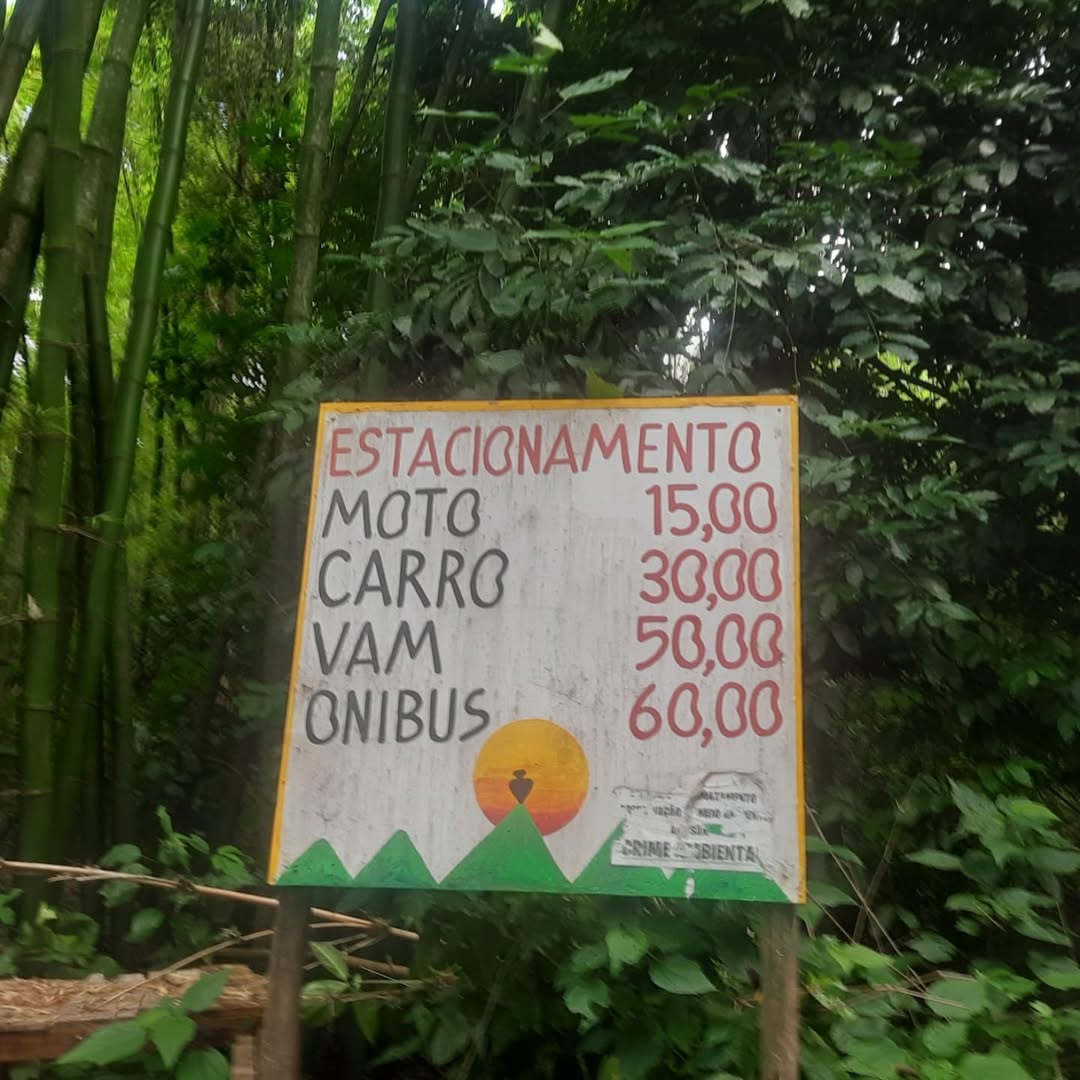 ESTACIONAMENTO
MOTO 15,00
CARRO 30,00
VAM 50,00
ONIBUS 60,00
CRIME